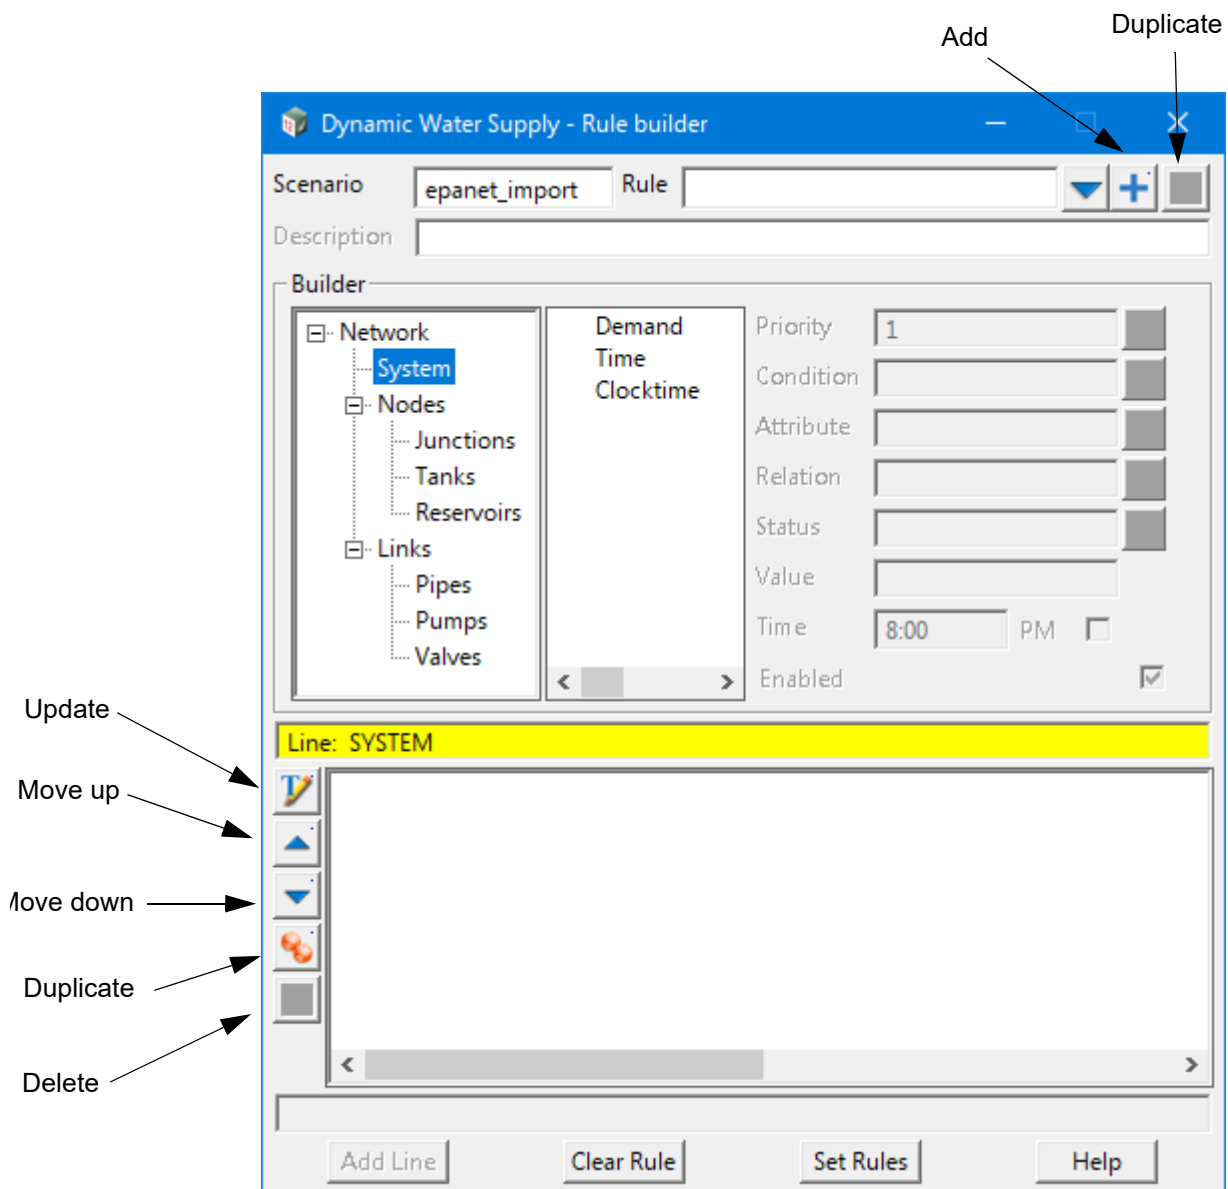 Duplicate
Add
Dynamic Water Supply - Rule builder
Scenario epanet_import Rule
Description
Builder
Network
System
Nodes
Junctions
Tanks
Reservoirs
Links
Pipes
Pumps
Valves
Demand
Time
Clocktime
Priority 1
Condition
Attribute
Relation
Status
Value
Time 8:00 PM
Enabled
Update
Line: SYSTEM
Move up
Move down
Duplicate
Delete
Add Line Clear Rule Set Rules Help